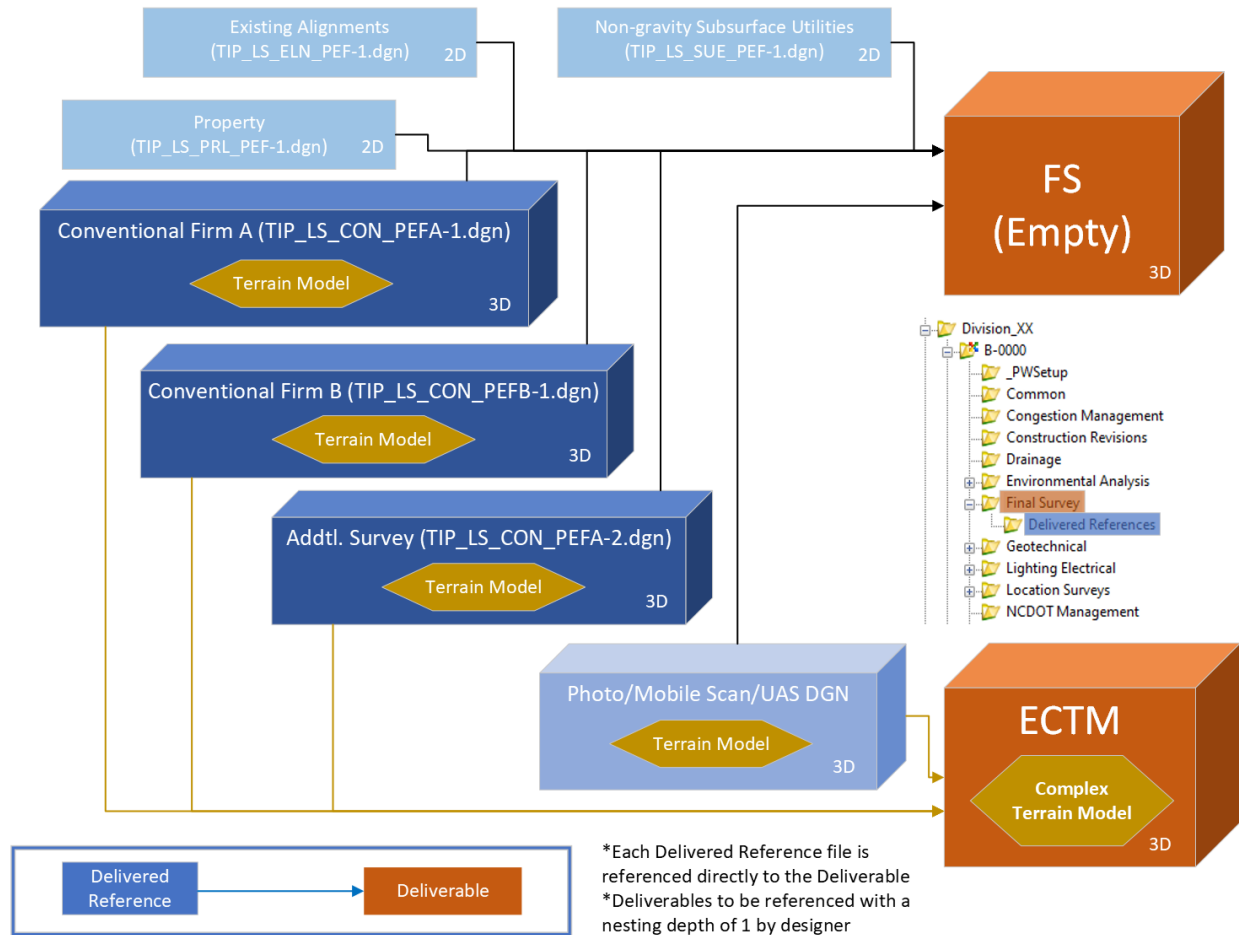 Existing Alignments
(TIP_LS_ELN_PEF-1.dgn)
2D
Non-gravity Subsurface Utilities
(TIP_LS_SUE_PEF-1.dgn)
2D
Property
(TIP_LS_PRL_PEF-1.dgn)
2D
FS
(Empty)
3D
Conventional Firm A (TIP_LS_CON_PEFA-1.dgn)
Terrain Model
3D
Conventional Firm B (TIP_LS_CON_PEFB-1.dgn)
Terrain Model
3D
Addtl. Survey (TIP_LS_CON_PEFA-2.dgn)
Terrain Model
3D
Division_XX
B-0000
_PWSetup
Common
Congestion Management
Construction Revisions
Drainage
Environmental Analysis
Final Survey
Delivered References
Geotechnical
Lighting Electrical
Location Surveys
NCDOT Management
Photo/Mobile Scan/UAS DGN
Terrain Model
3D
ECTM
Complex
Terrain Model
3D
Delivered
Reference
Deliverable
*Each Delivered Reference file is
referenced directly to the Deliverable
*Deliverables to be referenced with a
nesting depth of 1 by designer